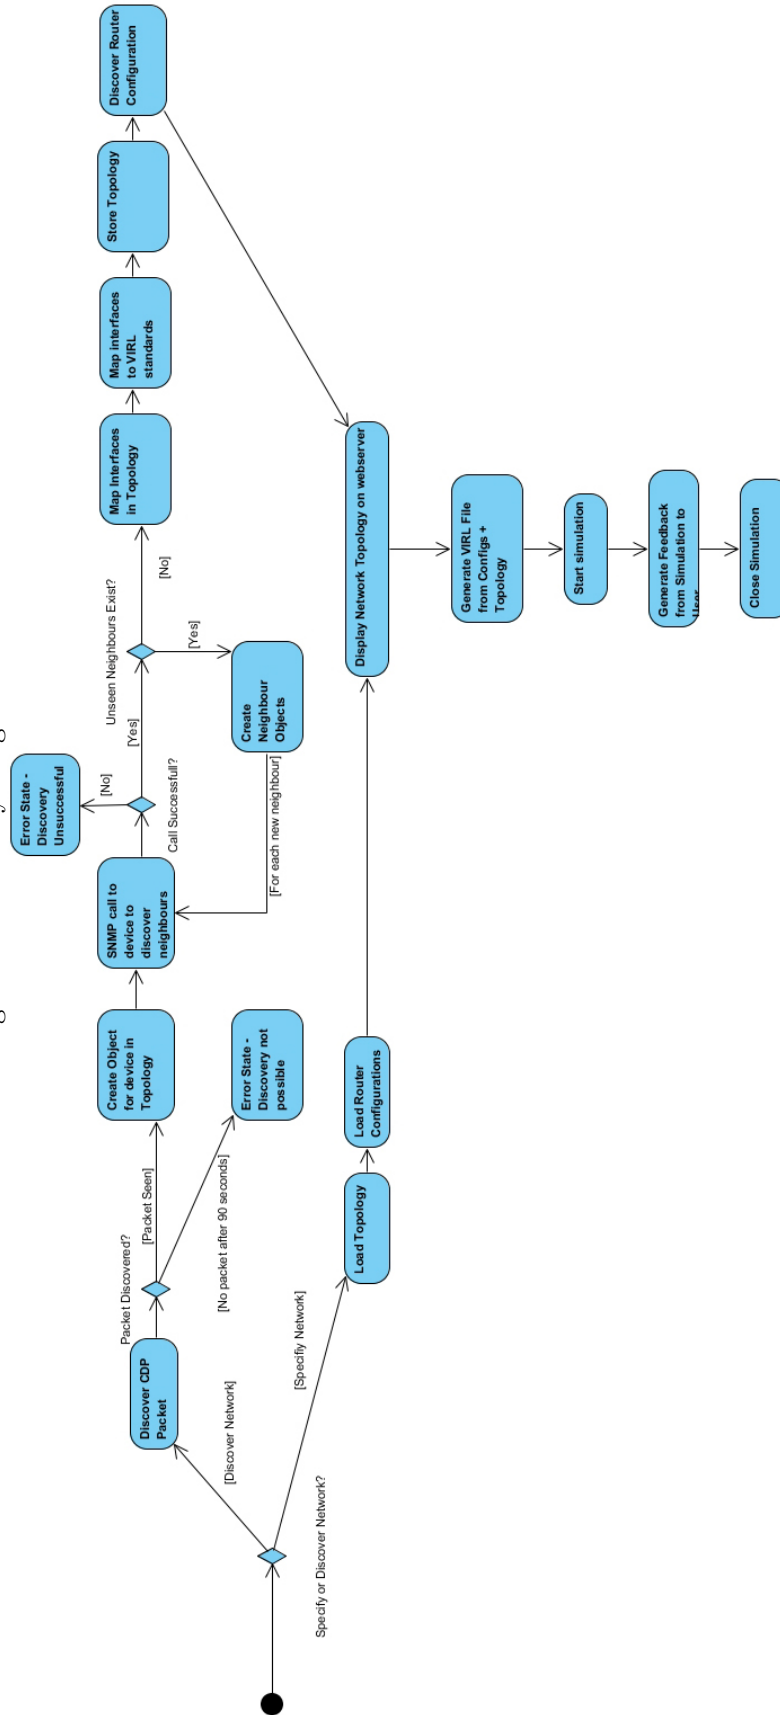 Specify or Discover Network?
[Discover Network]
[Specifiy Network]
Discover CDP
Packet
Packet Discovered?
[Packet Seen]
[No packet after 90 seconds]
Create Object
for device in
Topology
Error State -
Discovery not
possible
SNMP call to
device to
discover
neighbours
Call Successfull?
[No]
Error State -
Discovery
Unsuccessful
[Yes]
Unseen Neighbours Exist?
[Yes]
Create
Neighbour
Objects
[For each new neighbour]
[No]
Map Interfaces
in Topology
Map interfaces
to VIRL
standards
Store Topology
Discover Router
Configuration
Load Topology
Load Router
Configurations
Display Network Topology on webserver
Generate VIRL File
from Configs +
Topology
Start simulation
Generate Feedback
from Simulation to
User
Close Simulation